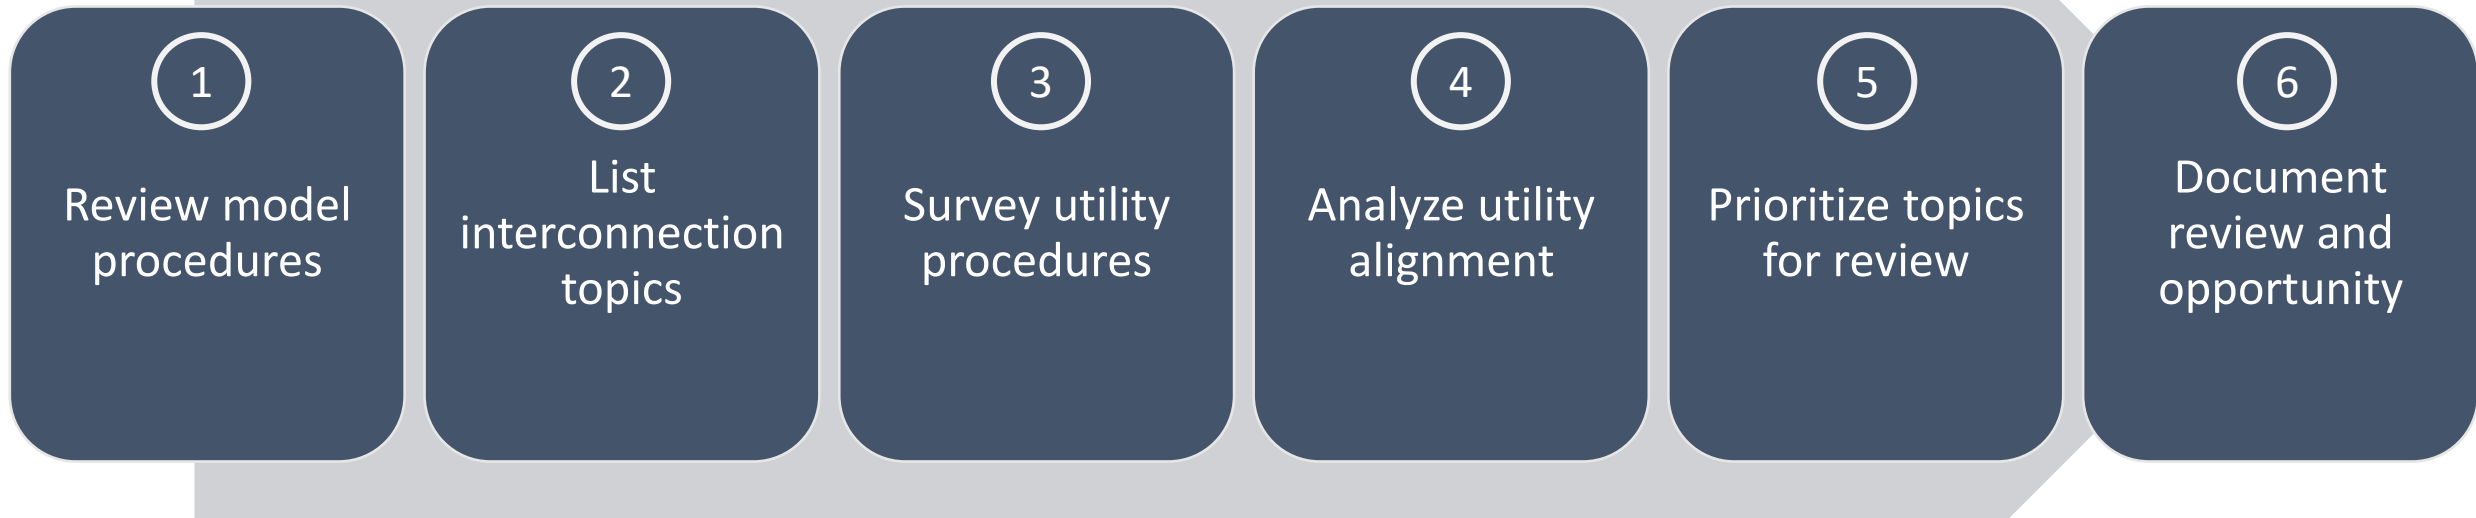 1
Review model
procedures
2
List
interconnection
topics
3
Survey utility
procedures
4
Analyze utility
alignment
5
Prioritize topics
for review
6
Document
review and
opportunity